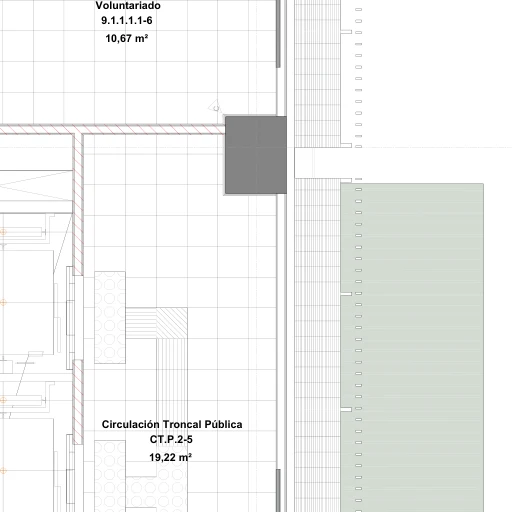 Voluntariado
9.1.1.1.1-6
10,67 m²
Circulación Troncal Pública
CT.P.2-5
19,22 m²